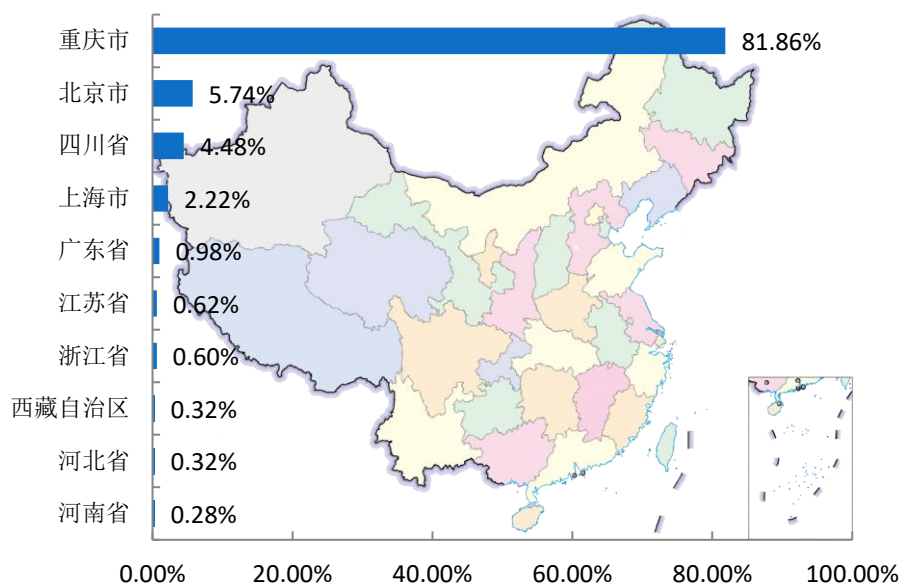 重庆市 81.86%
北京市 5.74%
四川省 4.48%
上海市 2.22%
广东省 0.98%
江苏省 0.62%
浙江省 0.60%
西藏自治区 0.32%
河北省 0.32%
河南省 0.28%
0.00% 20.00% 40.00% 60.00% 80.00% 100.00%